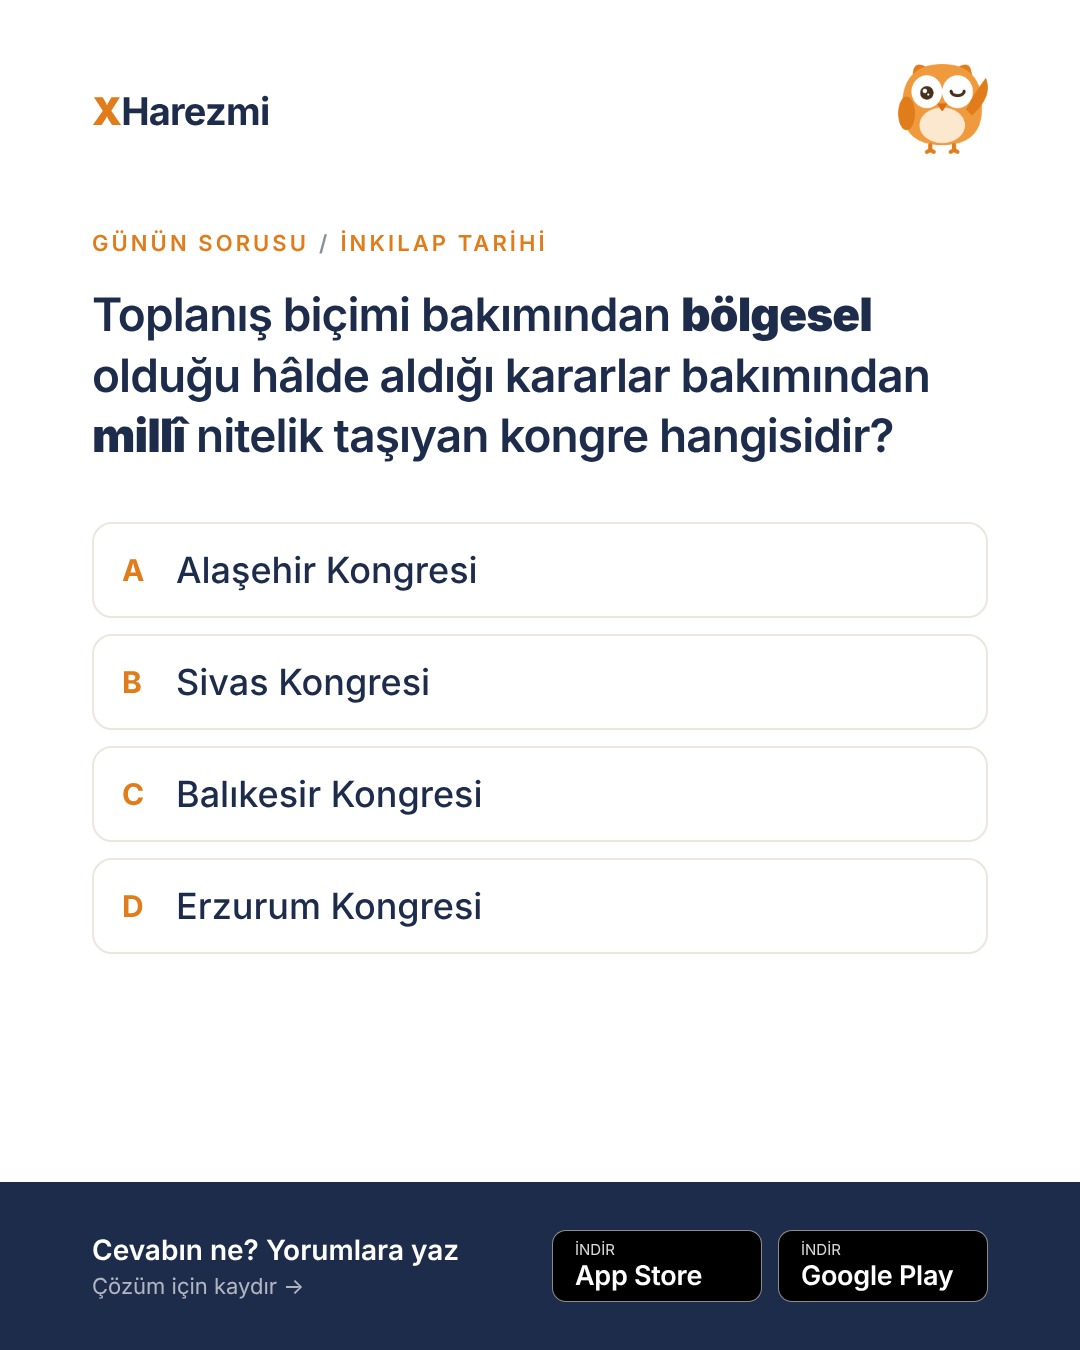 XHarezmi
GÜNÜN SORUSU / İNKILAP TARİHİ
Toplanış biçimi bakımından bölgesel
olduğu hâlde aldığı kararlar bakımından
millî nitelik taşıyan kongre hangisidir?
A Alaşehir Kongresi
B Sivas Kongresi
C Balıkesir Kongresi
D Erzurum Kongresi
Cevabın ne? Yorumlara yaz
Çözüm için kaydır →
İNDİR
App Store
İNDİR
Google Play